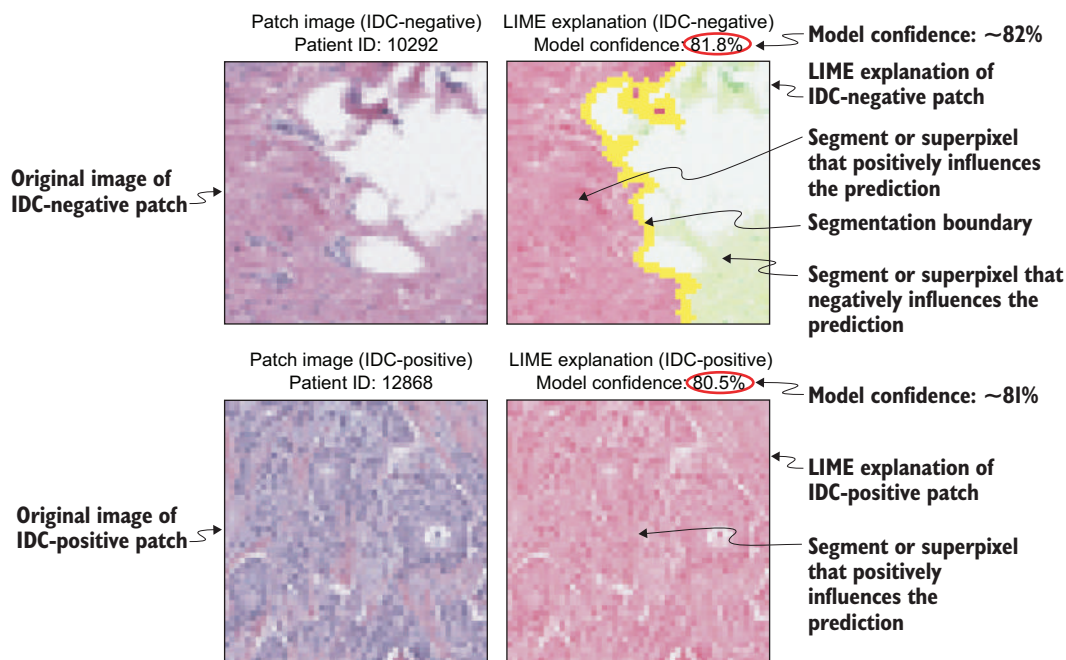 Patch image (IDC-negative)
Patient ID: 10292
LIME explanation (IDC-negative)
Model confidence: 81.8%
Model confidence: ~82%
LIME explanation of
IDC-negative patch
Segment or superpixel
that positively influences
the prediction
Original image of
IDC-negative patch
Segmentation boundary
Segment or superpixel that
negatively influences the
prediction
Patch image (IDC-positive)
Patient ID: 12868
LIME explanation (IDC-positive)
Model confidence: 80.5%
Model confidence: ~81%
LIME explanation of
IDC-positive patch
Original image of
IDC-positive patch
Segment or superpixel
that positively
influences the
prediction